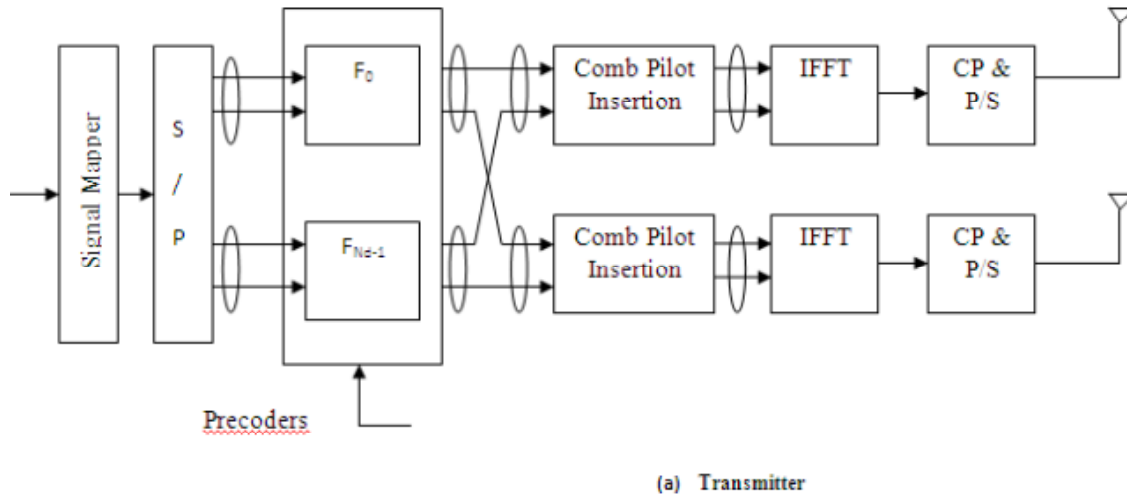 Signal Mapper
S
/
P
F0
FNd-1
Comb Pilot
Insertion
IFFT
CP &
P/S
Comb Pilot
Insertion
IFFT
CP &
P/S
Precoders
(a) Transmitter